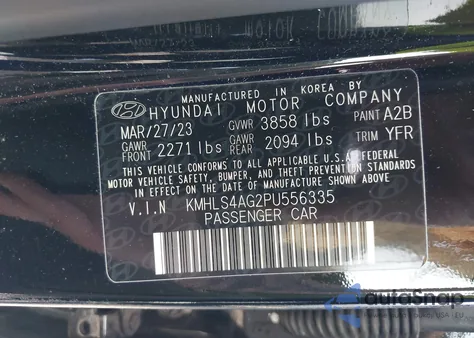 MANUFACTURED IN KOREA BY
HYUNDAI MOTOR COMPANY
MAR/27/23 GVWR 3858 lbs PAINT A2B
GAWR FRONT 2271 lbs GAWR REAR 2094 lbs TRIM YFR
THIS VEHICLE CONFORMS TO ALL APPLICABLE U.S.A FEDERAL
MOTOR VEHICLE SAFETY, BUMPER, AND THEFT PREVENTION STANDARDS
IN EFFECT ON THE DATE OF MANUFACTURE SHOWN ABOVE.
V.I.N KMHLS4AG2PU556335
PASSENGER CAR
autoSnap